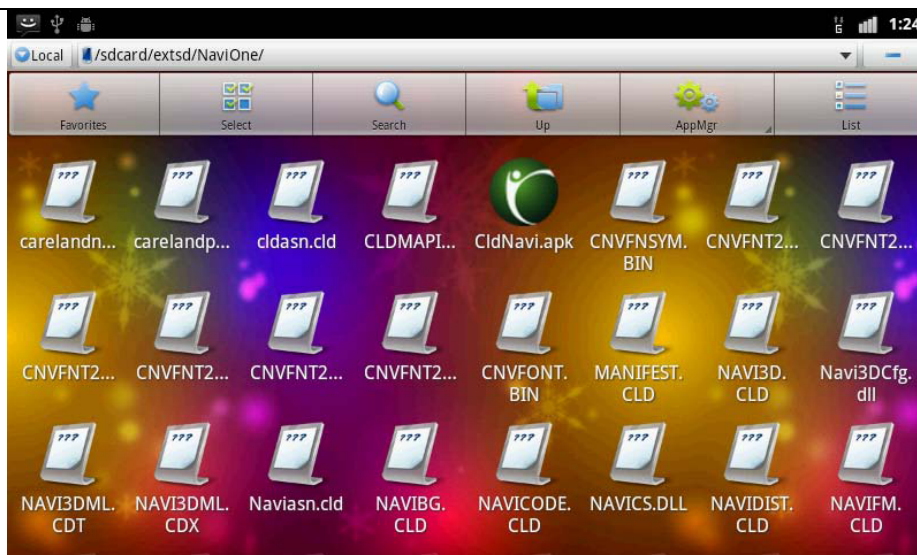 G
1:24
Local
/sdcard/extsd/NaviOne/
Favorites
Select
Search
Up
AppMgr
List
???
???
???
???
???
???
???
carelandn...
carelandp...
cldasn.cld
CLDMAPI...
CldNavi.apk
CNVFNSYM.
BIN
CNVFNT2...
CNVFNT2...
???
???
???
???
???
???
???
???
CNVFNT2...
CNVFNT2...
CNVFNT2...
CNVFNT2...
CNVFONT.
BIN
MANIFEST.
CLD
NAVI3D.
CLD
Navi3DCfg.
dll
???
???
???
???
???
???
???
???
NAVI3DML.
CDT
NAVI3DML.
CDX
Naviasn.cld
NAVIBG.
CLD
NAVICODE.
CLD
NAVICS.DLL
NAVIDIST.
CLD
NAVIFM.
CLD